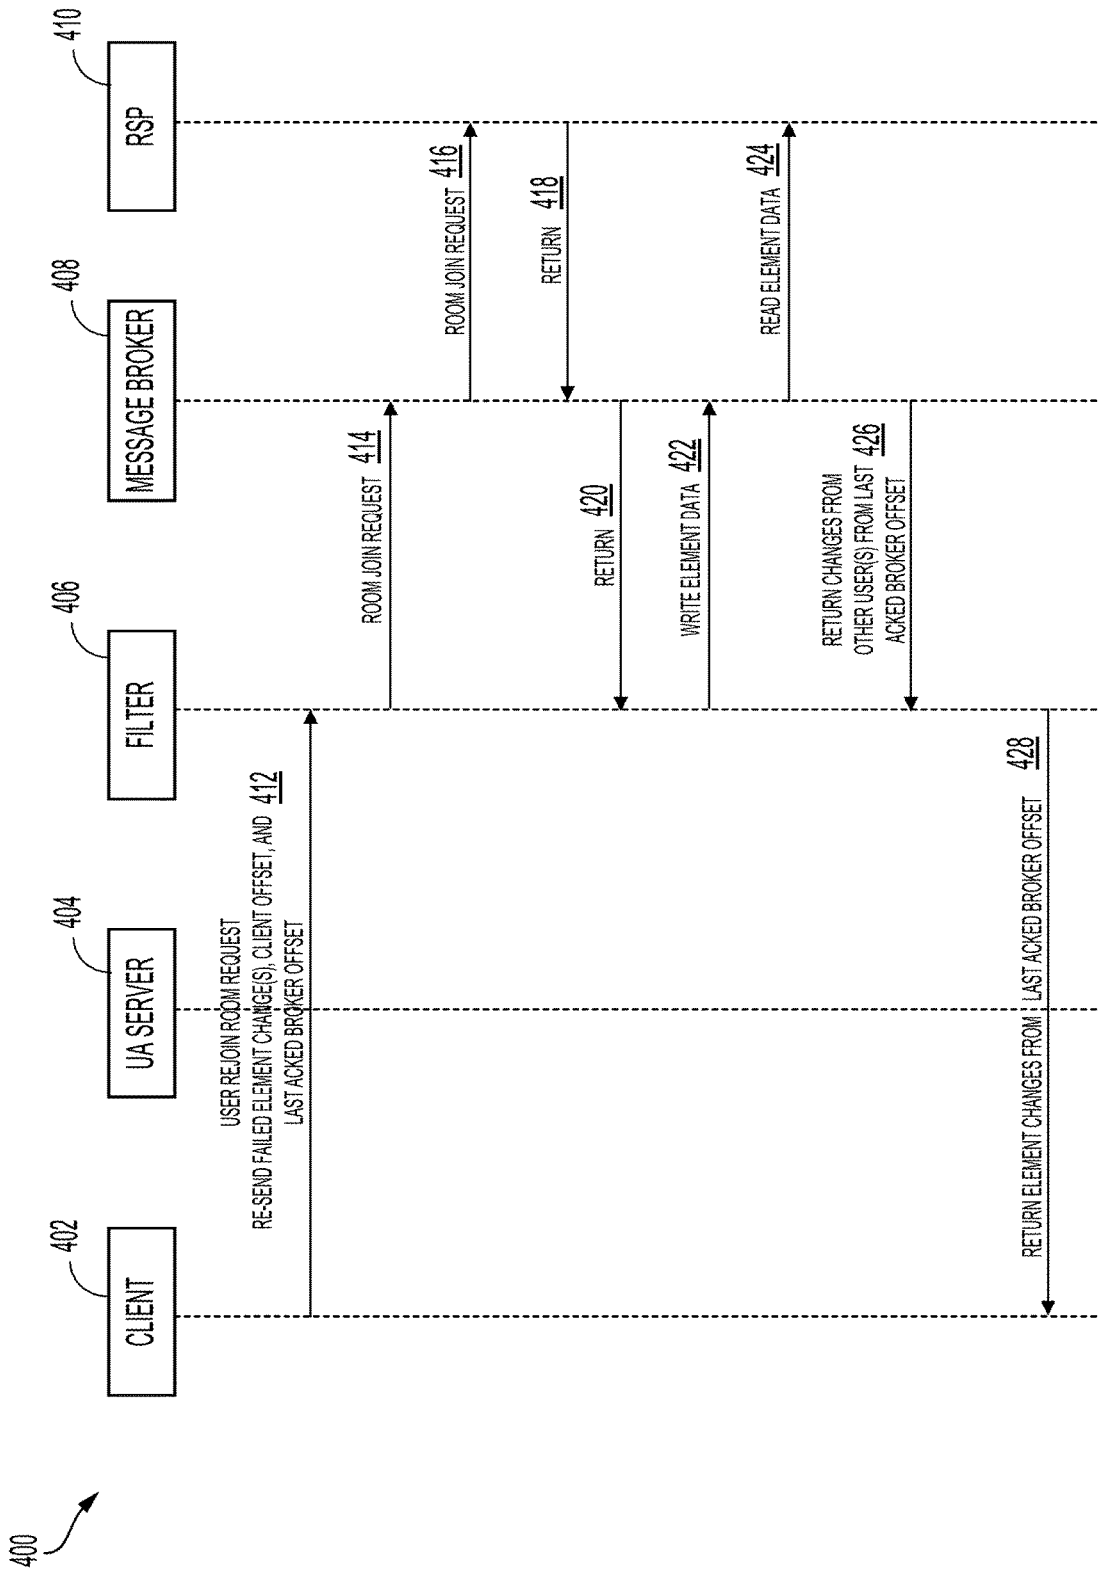 400
402
404
406
408
410
CLIENT
UA SERVER
FILTER
MESSAGE BROKER
RSP
USER REJOIN ROOM REQUEST
RE-SEND FAILED ELEMENT CHANGE(S), CLIENT OFFSET, AND 412
LAST ACKED BROKER OFFSET
ROOM JOIN REQUEST 414
ROOM JOIN REQUEST 416
RETURN 418
RETURN 420
WRITE ELEMENT DATA 422
READ ELEMENT DATA 424
RETURN CHANGES FROM
OTHER USER(S) FROM LAST 426
ACKED BROKER OFFSET
RETURN ELEMENT CHANGES FROM LAST ACKED BROKER OFFSET 428